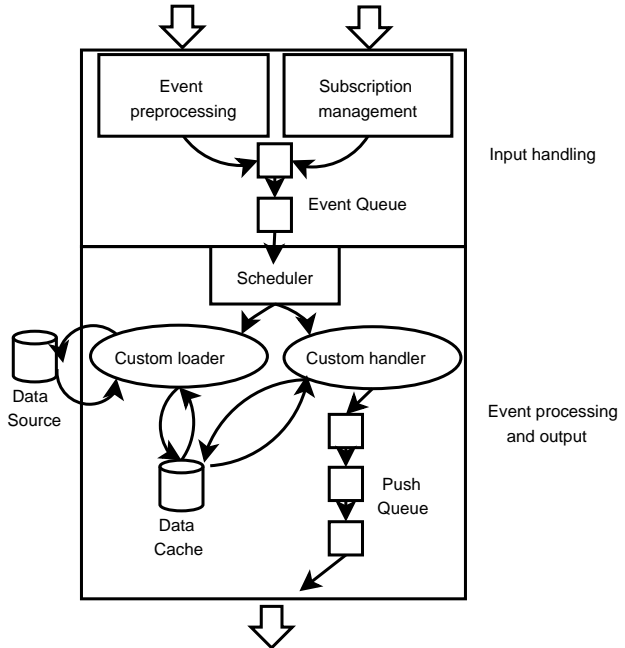 Event
preprocessing
Subscription
management
Input handling
Event Queue
Scheduler
Custom loader
Custom handler
Data
Source
Event processing
and output
Push
Queue
Data
Cache